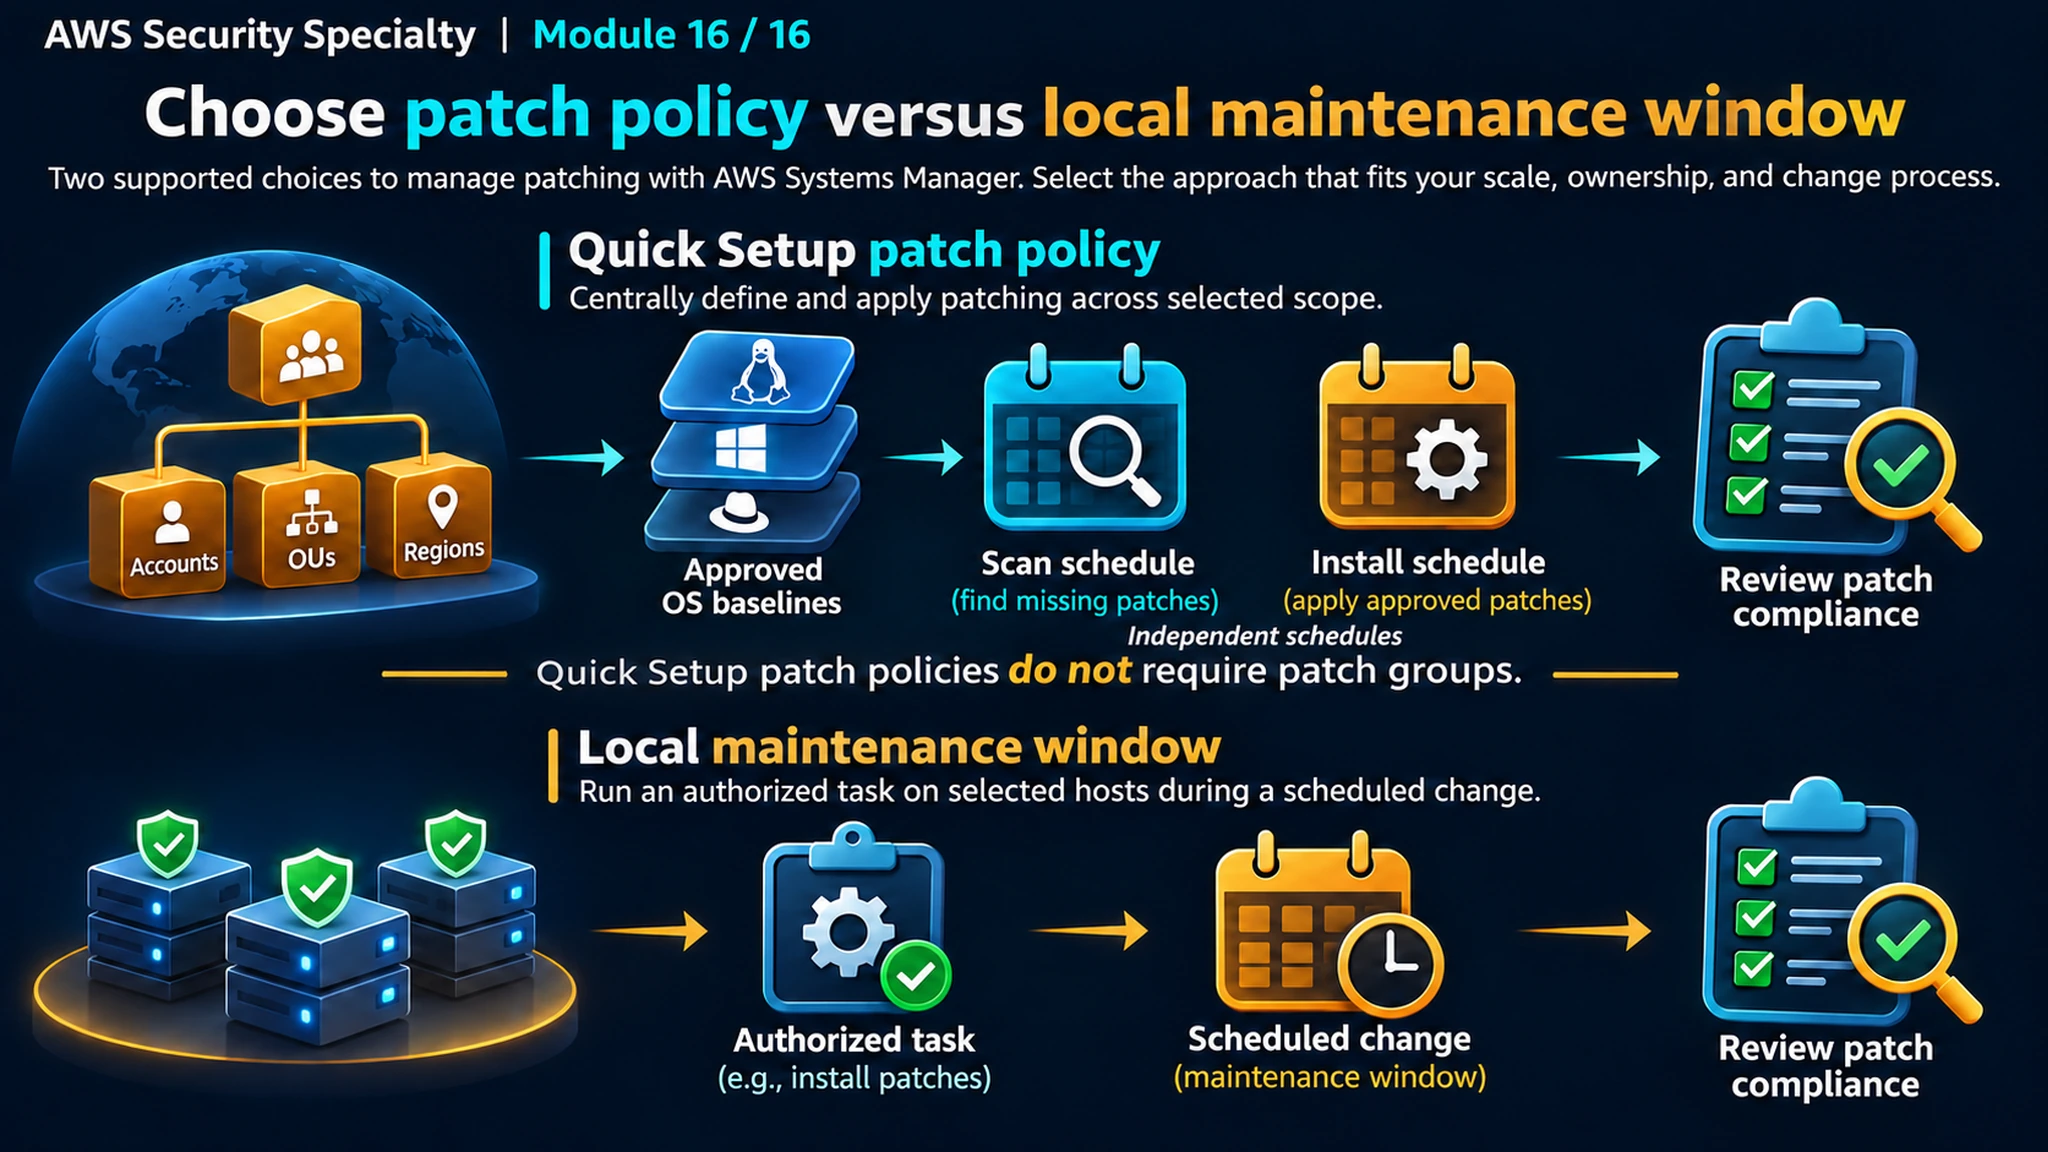 AWS Security Specialty | Module 16 / 16
Choose patch policy versus local maintenance window
Two supported choices to manage patching with AWS Systems Manager. Select the approach that fits your scale, ownership, and change process.
Quick Setup patch policy
Centrally define and apply patching across selected scope.
Accounts
OUs
Regions
Approved
OS baselines
Scan schedule
(find missing patches)
Install schedule
(apply approved patches)
Independent schedules
Review patch
compliance
Quick Setup patch policies do not require patch groups.
Local maintenance window
Run an authorized task on selected hosts during a scheduled change.
Authorized task
(e.g., install patches)
Scheduled change
(maintenance window)
Review patch
compliance